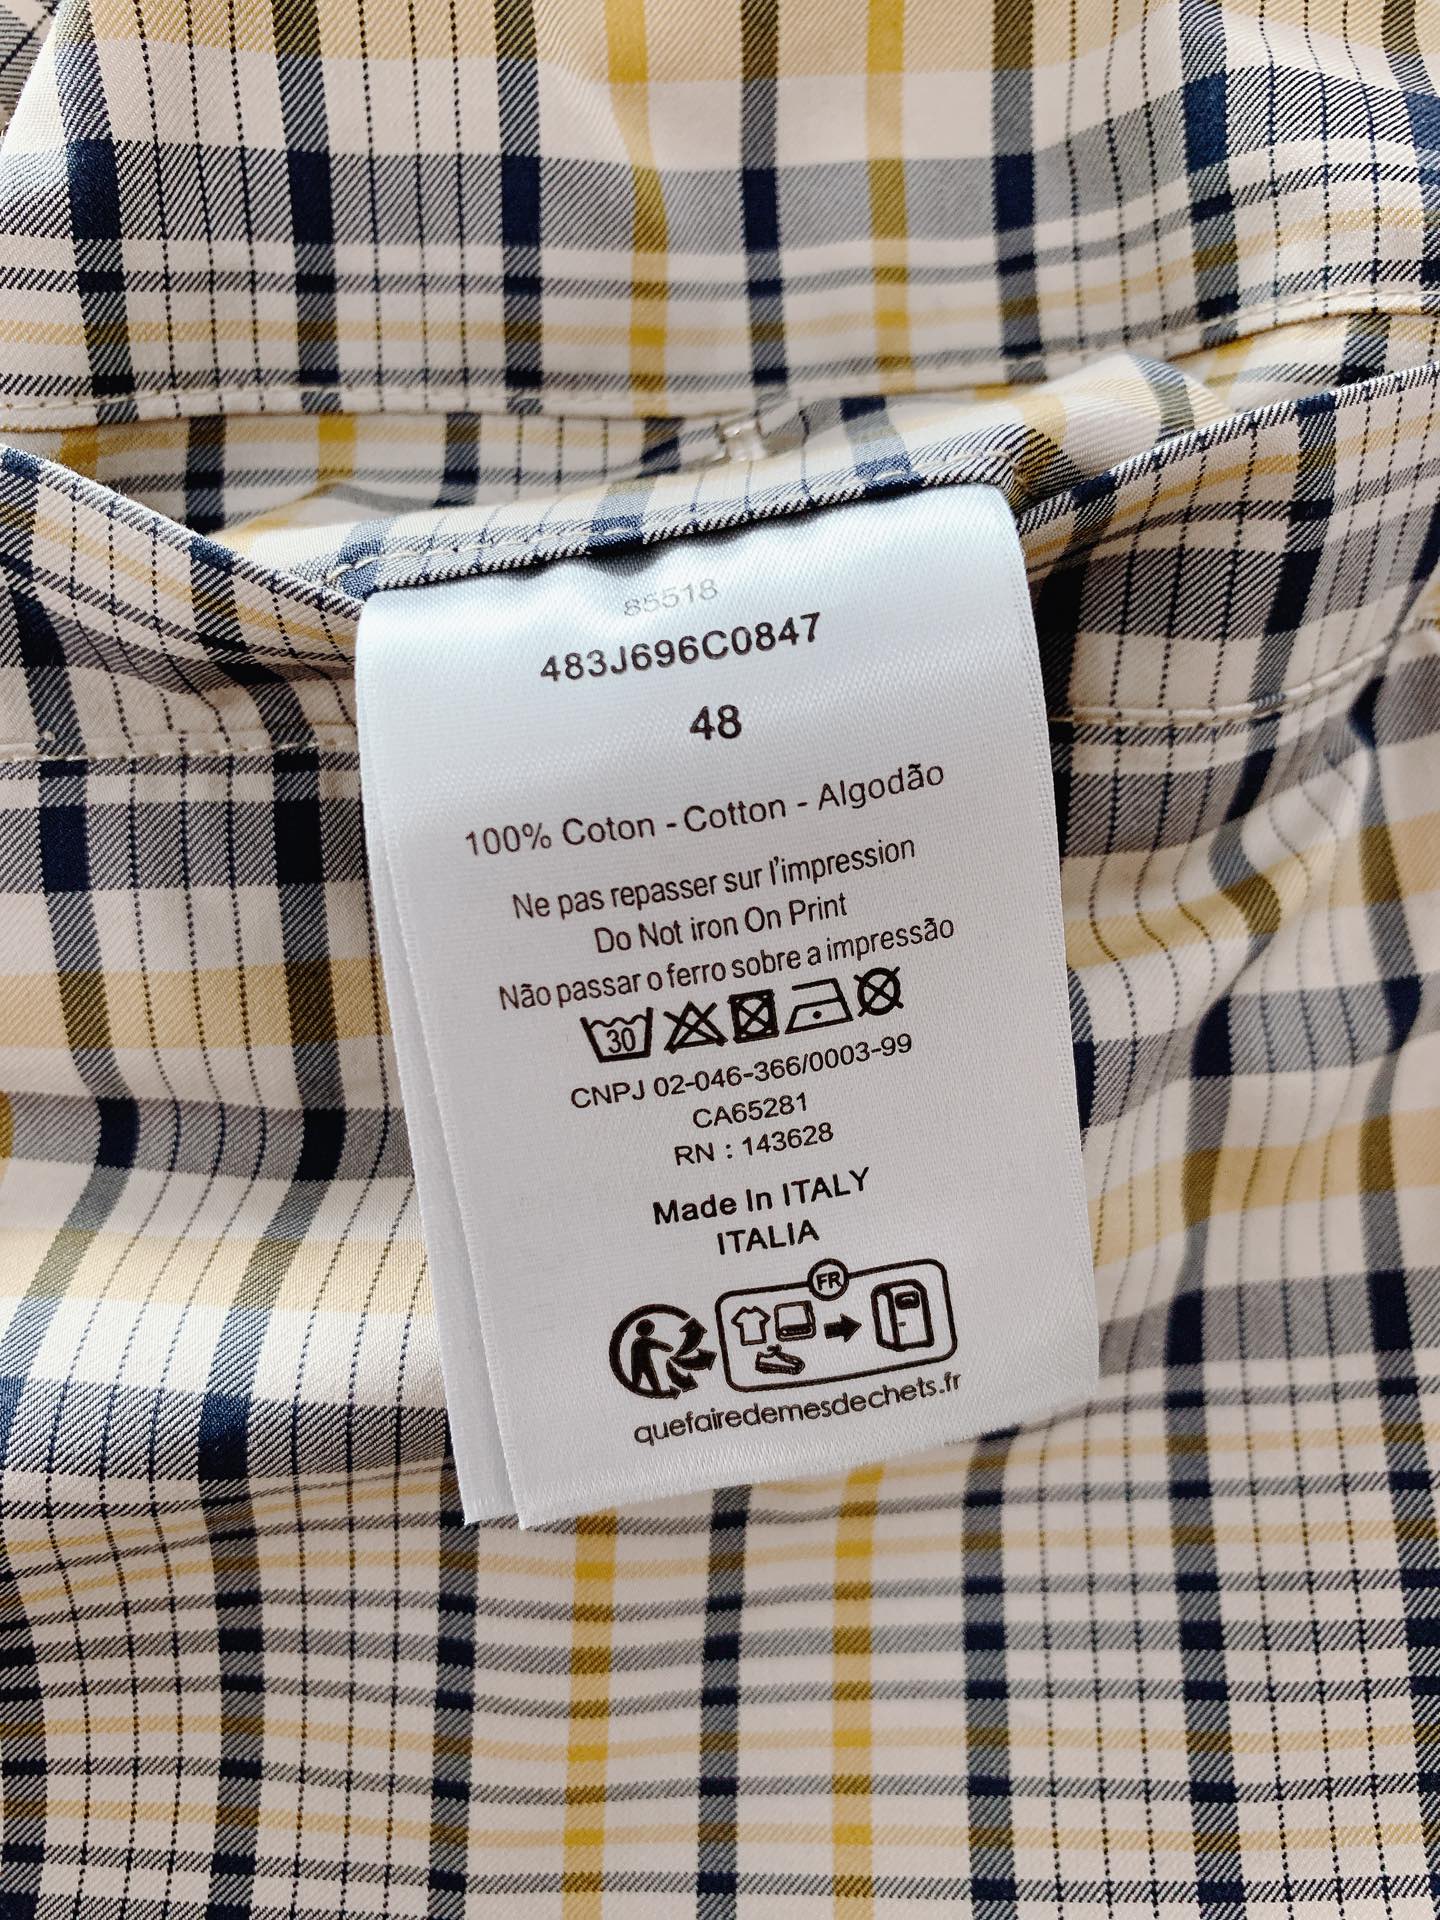 85518
483J696C0847
48
100% Coton - Cotton - Algodão
Ne pas repasser sur l'impression
Do Not iron On Print
Não passar o ferro sobre a impressão
30
CNPJ 02-046-366/0003-99
CA65281
RN : 143628
Made In ITALY
ITALIA
FR
quefairedemesdechets.fr